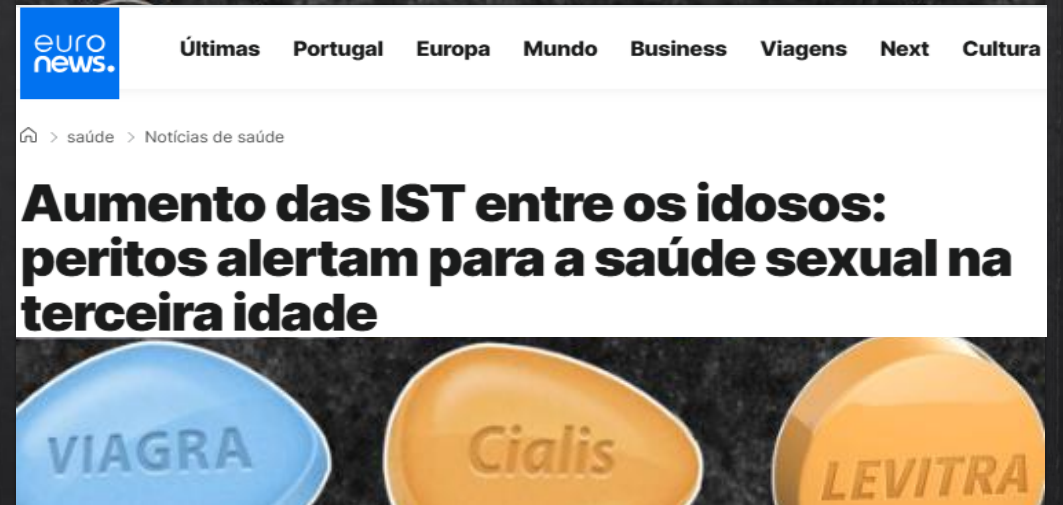 euro
news.
Últimas Portugal Europa Mundo Business Viagens Next Cultura
saúde > Notícias de saúde
Aumento das IST entre os idosos:
peritos alertam para a saúde sexual na
terceira idade
VIAGRA Cialis LEVITRA